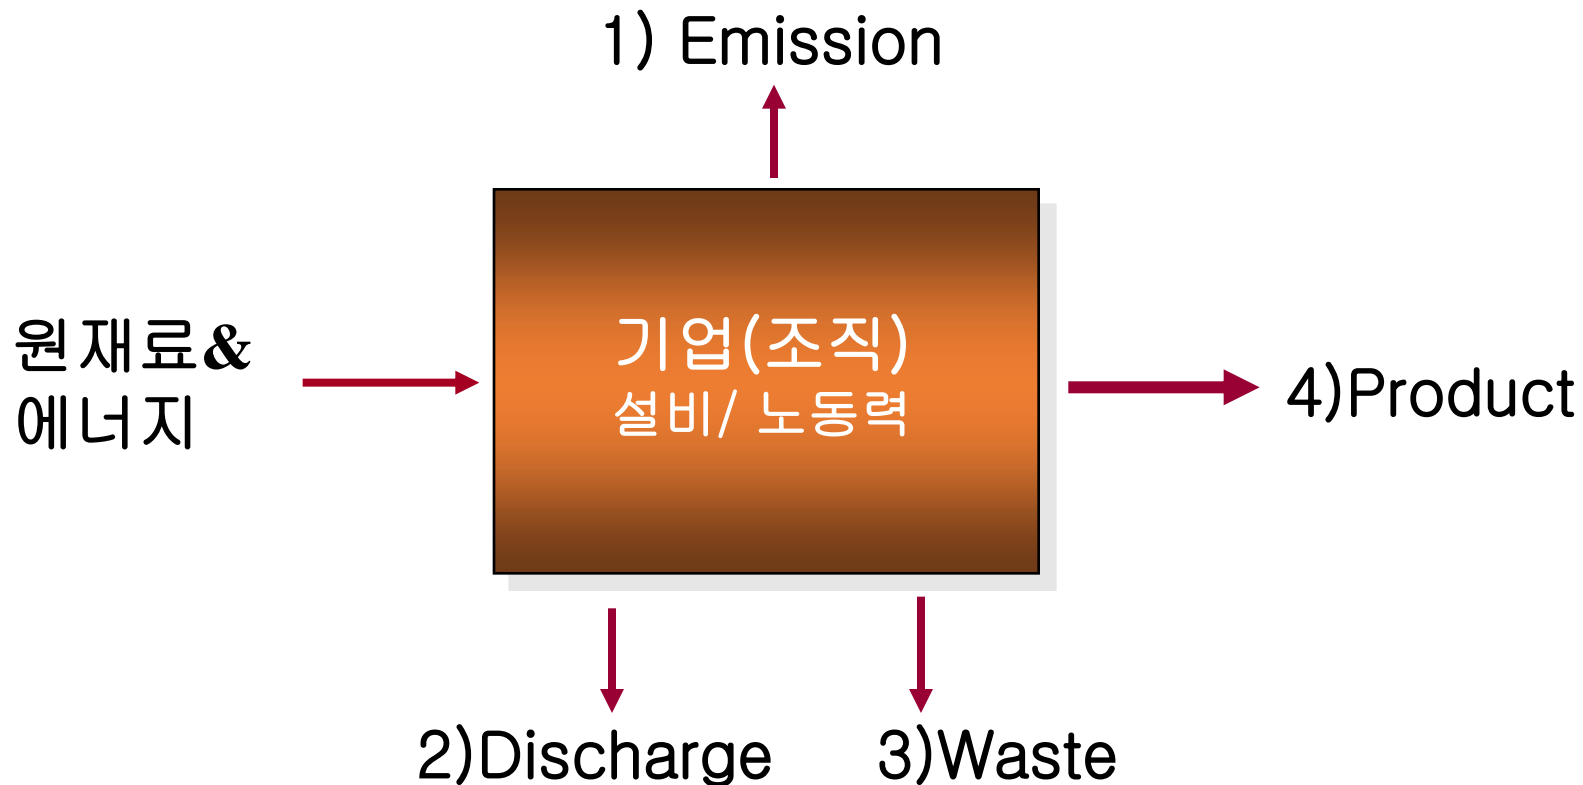 1) Emission
원재료&
에너지
기업(조직)
설비/ 노동력
4)Product
2)Discharge
3)Waste